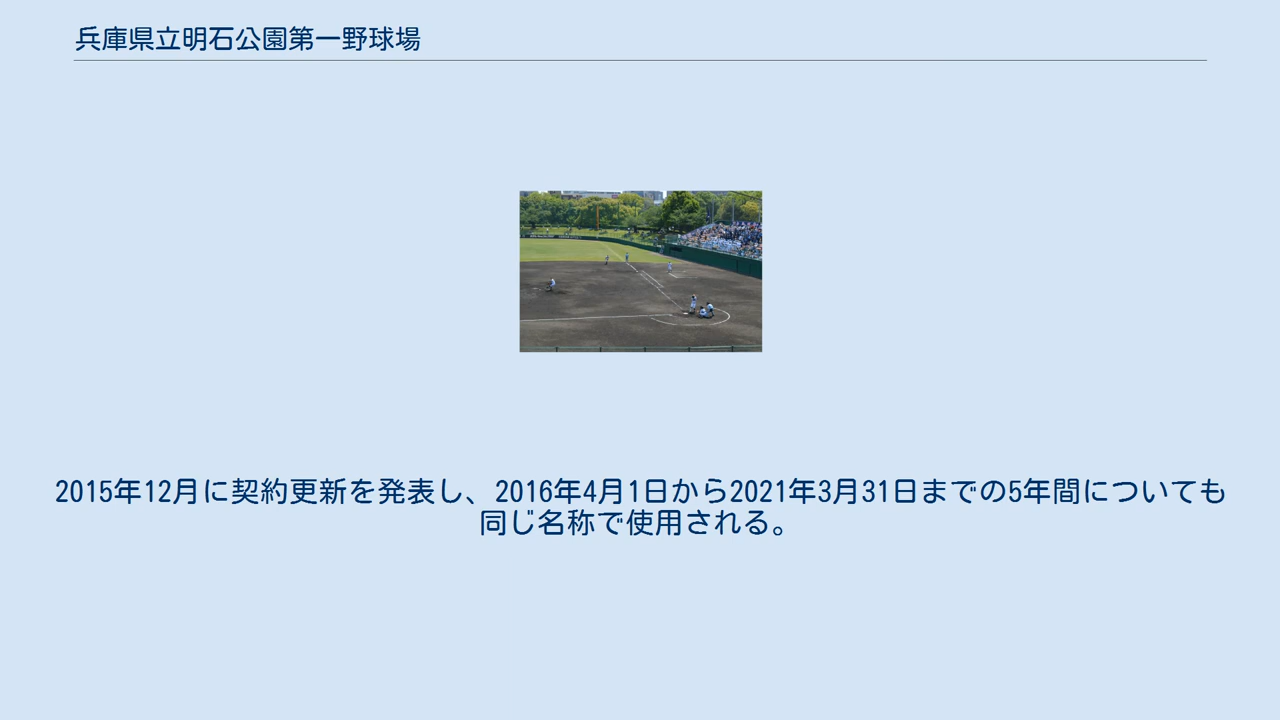 兵庫県立明石公園第一野球場
2015年12月に契約更新を発表し、2016年4月1日から2021年3月31日までの5年間についても
同じ名称で使用される。